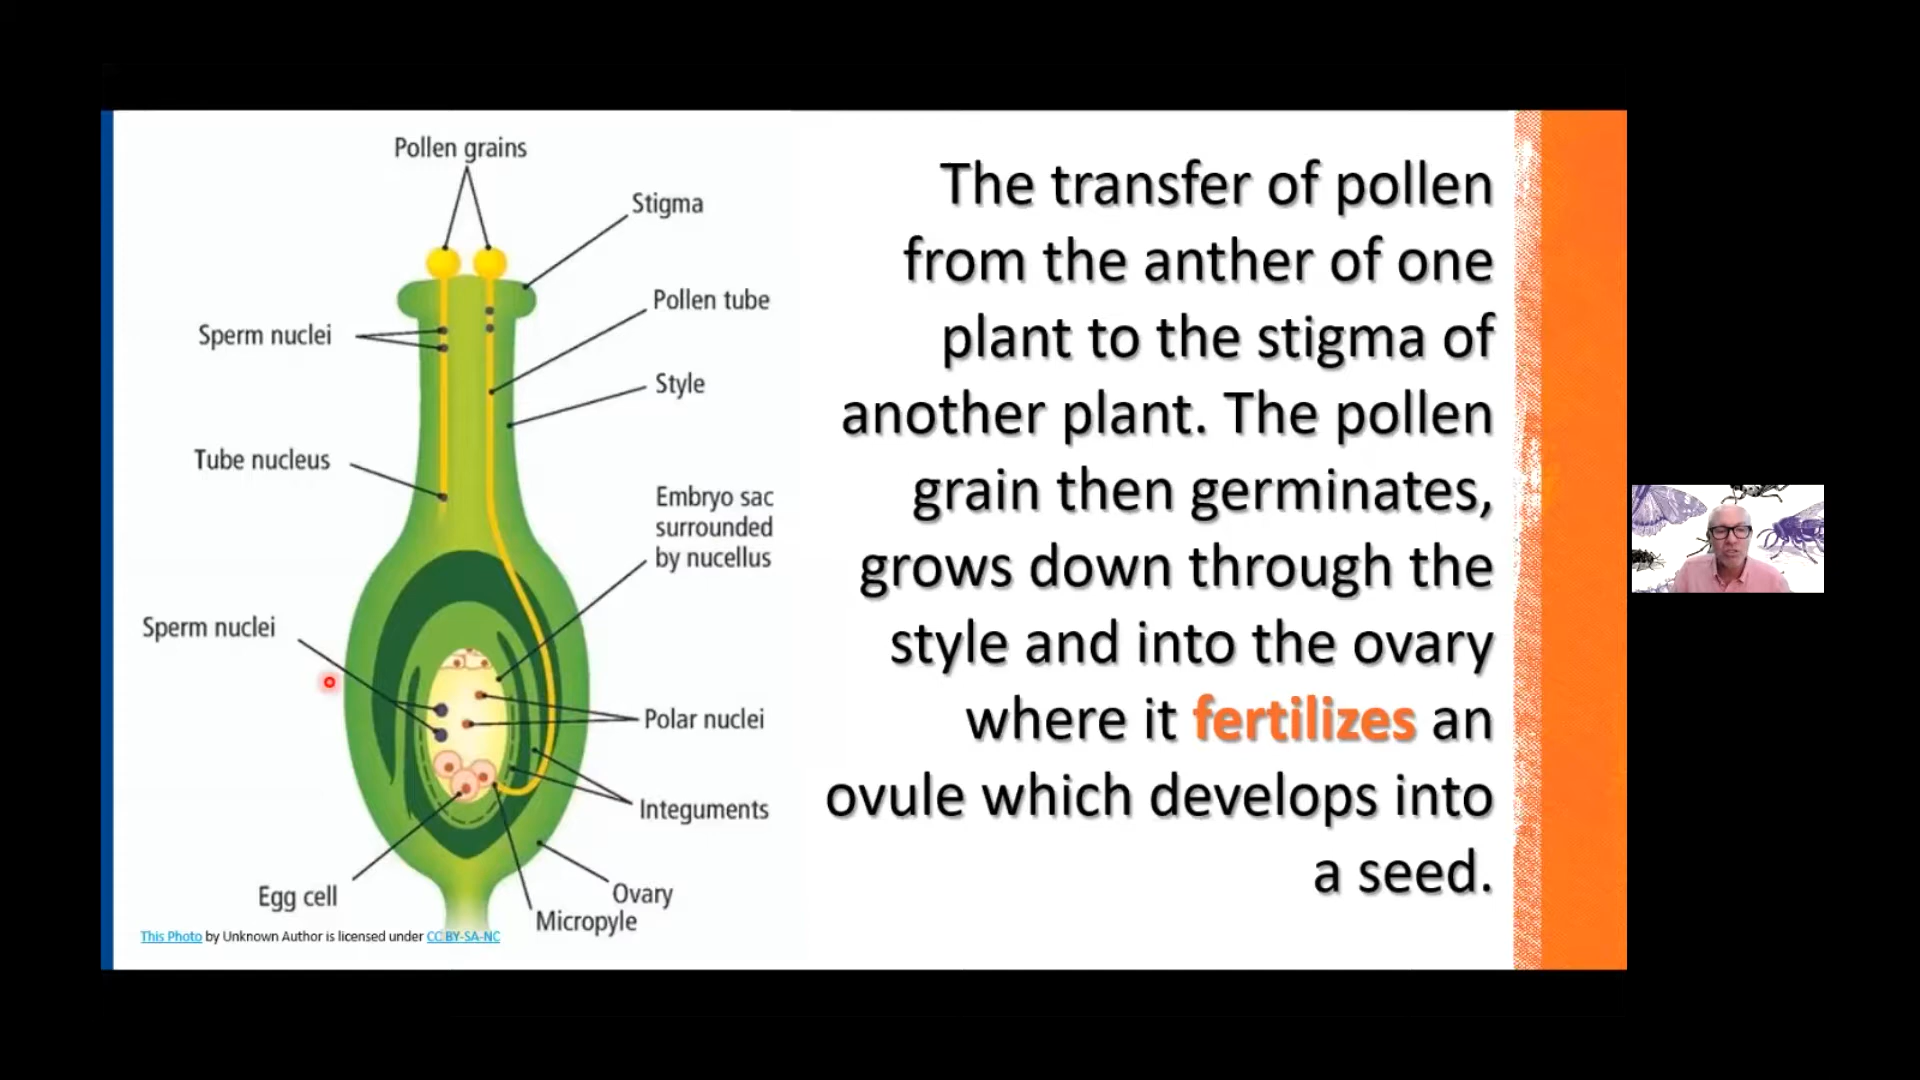 Pollen grains
Stigma
Pollen tube
Sperm nuclei
Style
Tube nucleus
Embryo sac
surrounded
by nucellus
Sperm nuclei
Polar nuclei
Integuments
Egg cell
Ovary
Micropyle
This Photo by Unknown Author is licensed under CC BY-SA-NC
The transfer of pollen
from the anther of one
plant to the stigma of
another plant. The pollen
grain then germinates,
grows down through the
style and into the ovary
where it fertilizes an
ovule which develops into
a seed.